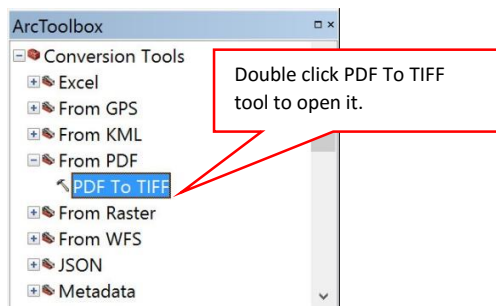 ArcToolbox
Conversion Tools
Excel
From GPS
From KML
From PDF
PDF To TIFF
From Raster
From WFS
JSON
Metadata
Double click PDF To TIFF
tool to open it.